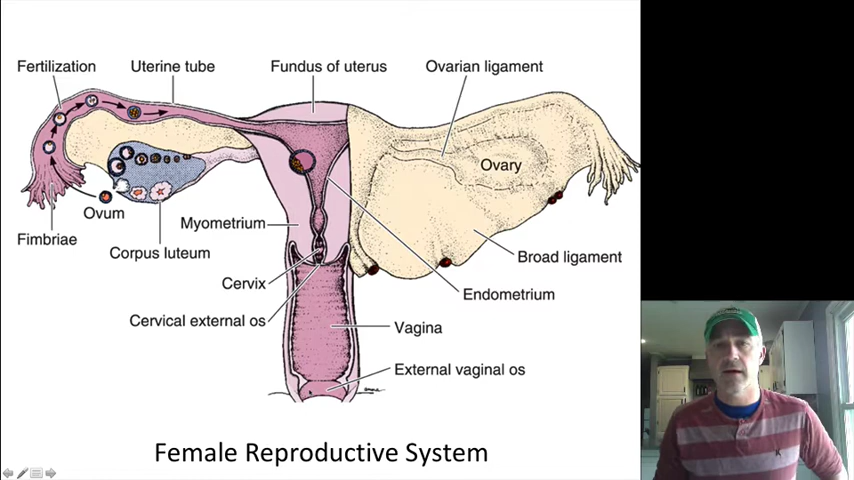 Fertilization
Uterine tube
Fundus of uterus
Ovarian ligament
Ovary
Ovum
Fimbriae
Corpus luteum
Myometrium
Broad ligament
Cervix
Endometrium
Cervical external os
Vagina
External vaginal os
Female Reproductive System